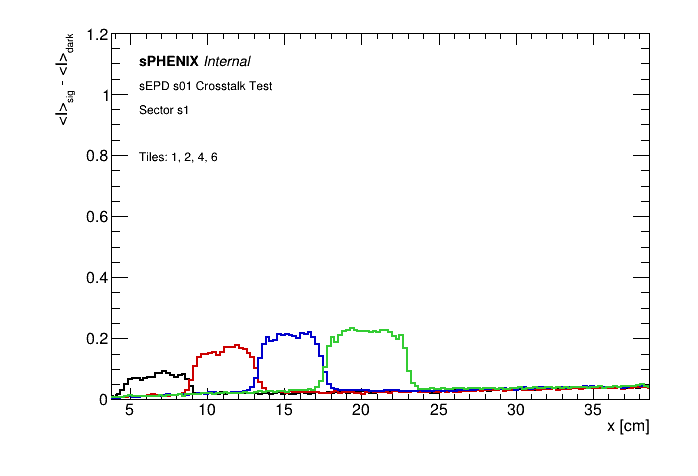 1.2
<I>sig - <I>dark
sPHENIX Internal
sEPD s01 Crosstalk Test
1
Sector s1
0.8
Tiles: 1, 2, 4, 6
0.6
0.4
0.2
0
5 10 15 20 25 30 35
x [cm]